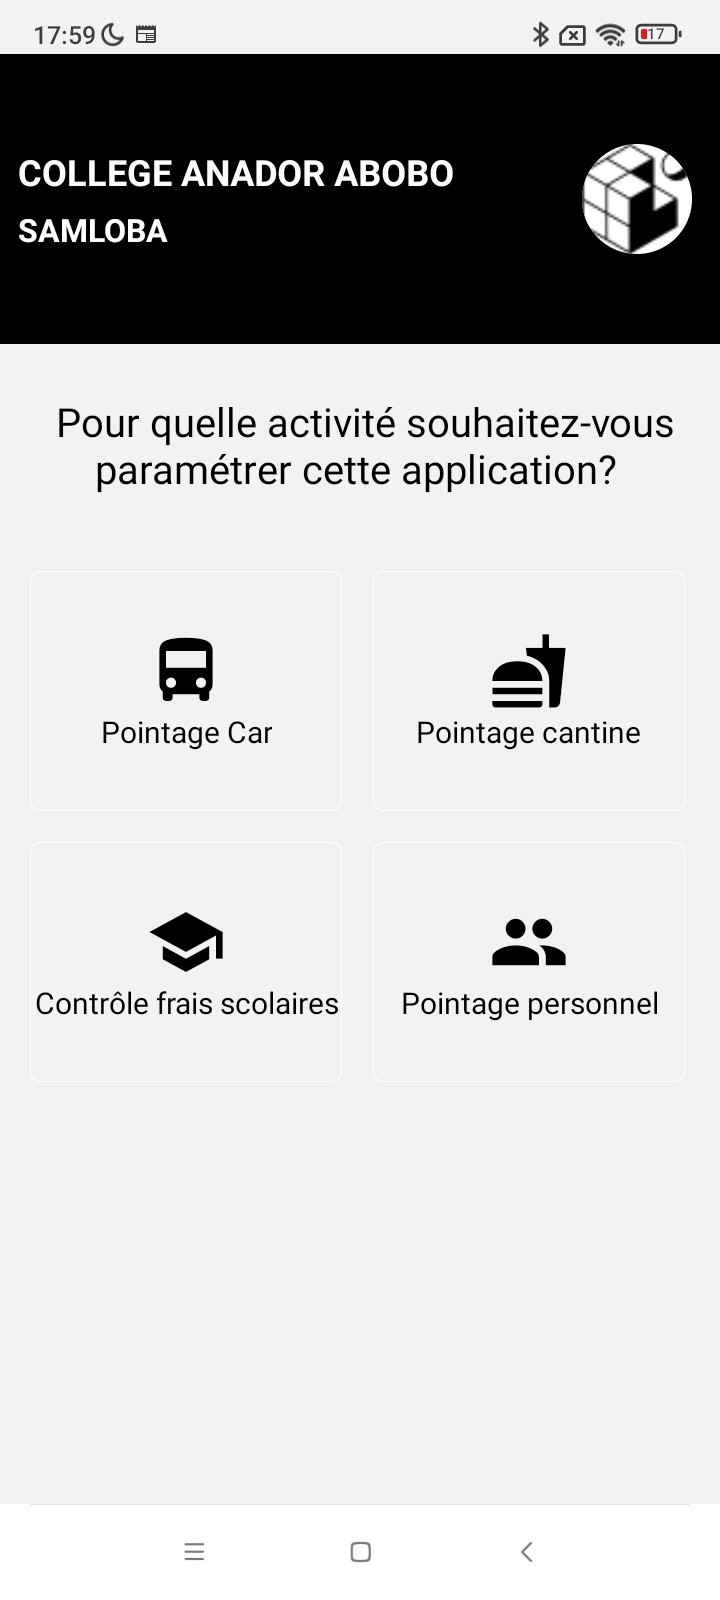 17:59
17
COLLEGE ANADOR ABOBO
SAMLOBA
Pour quelle activité souhaitez-vous
paramétrer cette application?
Pointage Car
Pointage cantine
Contrôle frais scolaires
Pointage personnel